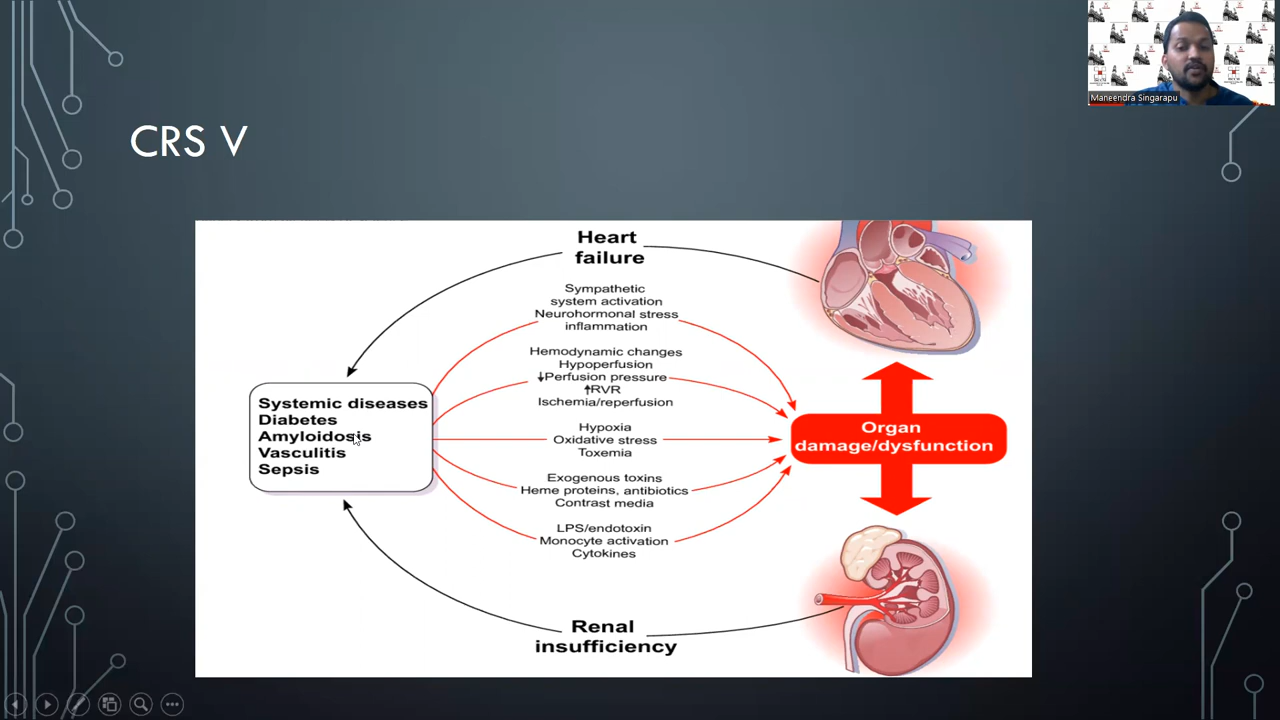 Maneendra Singarapu
CRS V
Heart
failure
Sympathetic
system activation
Neurohormonal stress
inflammation
Hemodynamic changes
Hypoperfusion
↓Perfusion pressure
↑RVR
Ischemia/reperfusion
Hypoxia
Oxidative stress
Toxemia
Exogenous toxins
Heme proteins, antibiotics
Contrast media
LPS/endotoxin
Monocyte activation
Cytokines
Systemic diseases
Diabetes
Amyloidosis
Vasculitis
Sepsis
Organ
damage/dysfunction
Renal
insufficiency